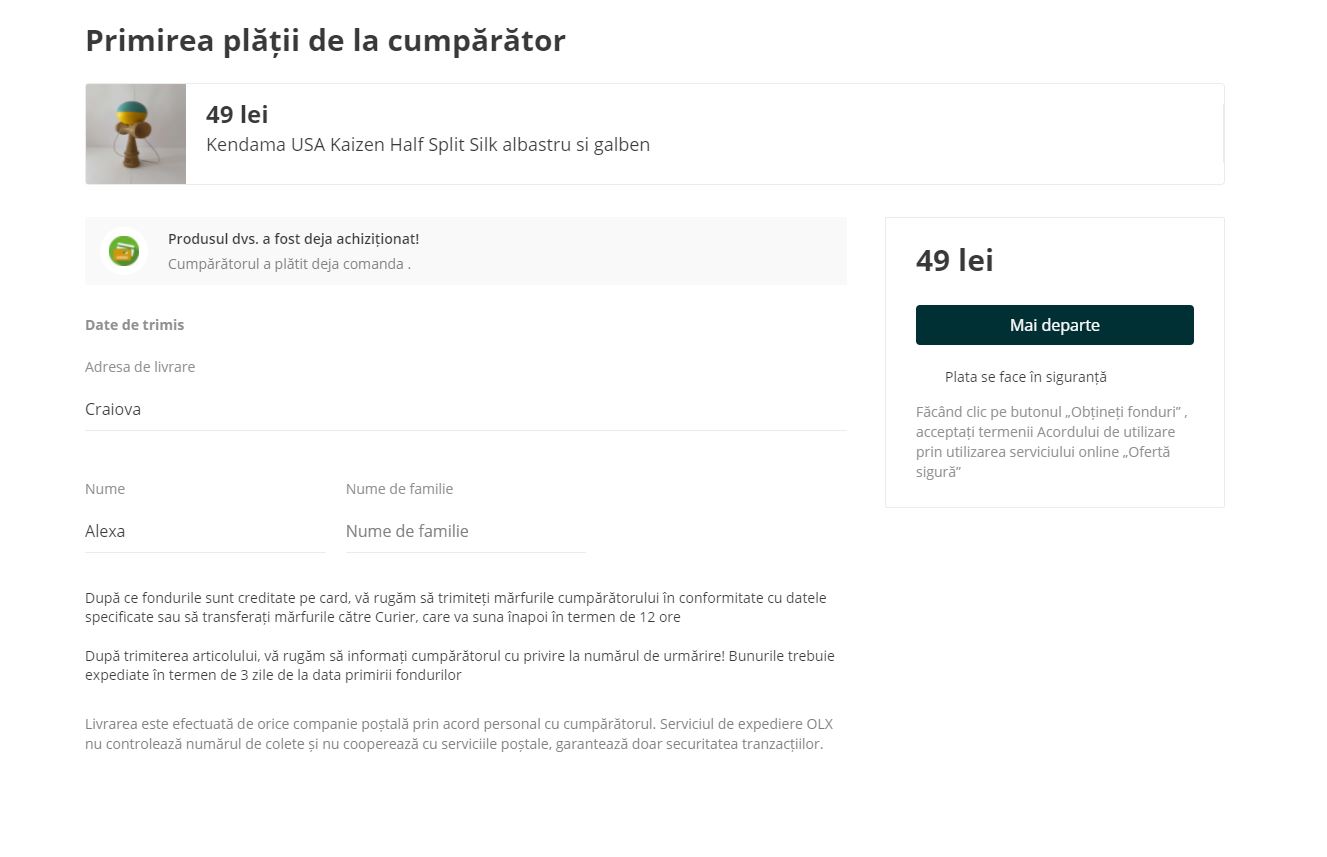 Primirea plății de la cumpărător
49 lei
Kendama USA Kaizen Half Split Silk albastru si galben
Produsul dvs. a fost deja achiziționat!
Cumpărătorul a plătit deja comanda .
Date de trimis
Adresa de livrare
Craiova
Nume
Nume de familie
Alexa
Nume de familie
După ce fondurile sunt creditate pe card, vă rugăm să trimiteți mărfurile cumpărătorului în conformitate cu datele
specificate sau să transferați mărfurile către Curier, care va suna înapoi în termen de 12 ore
După trimiterea articolului, vă rugăm să informați cumpărătorul cu privire la numărul de urmărire! Bunurile trebuie
expediate în termen de 3 zile de la data primirii fondurilor
Livrarea este efectuată de orice companie poștală prin acord personal cu cumpărătorul. Serviciul de expediere OLX
nu controlează numărul de colete și nu cooperează cu serviciile poștale, garantează doar securitatea tranzacțiilor.
49 lei
Mai departe
Plata se face în siguranță
Făcând clic pe butonul „Obțineți fonduri” ,
acceptați termenii Acordului de utilizare
prin utilizarea serviciului online „Ofertă
sigură”